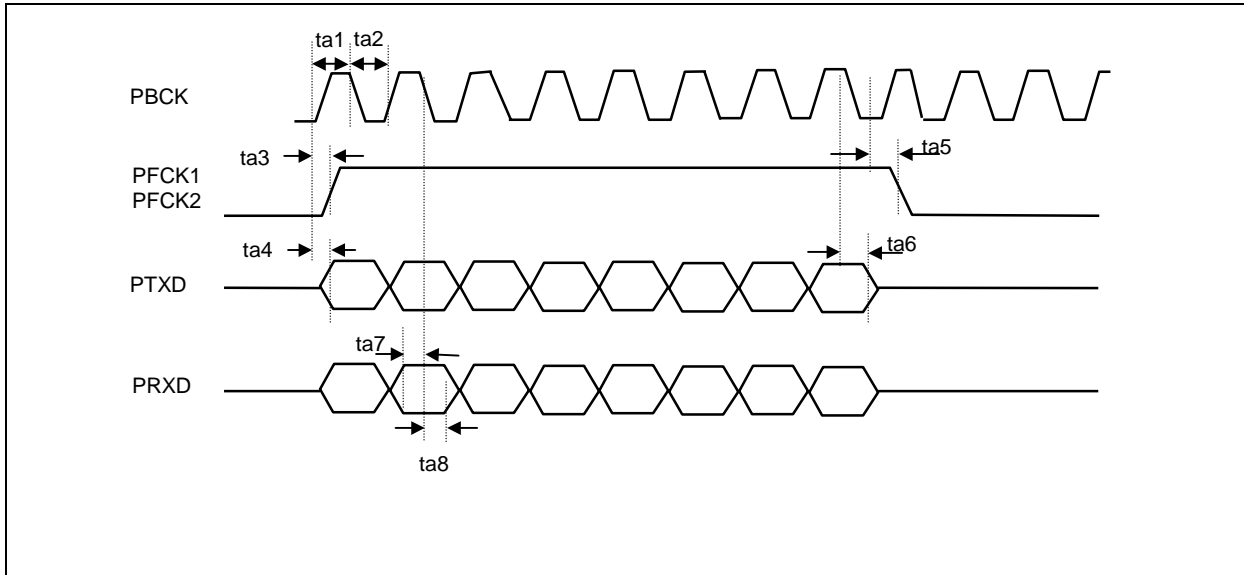 ta1 ta2
PBCK
ta3
ta5
PFCK1
PFCK2
ta4
ta6
PTXD
ta7
PRXD
ta8